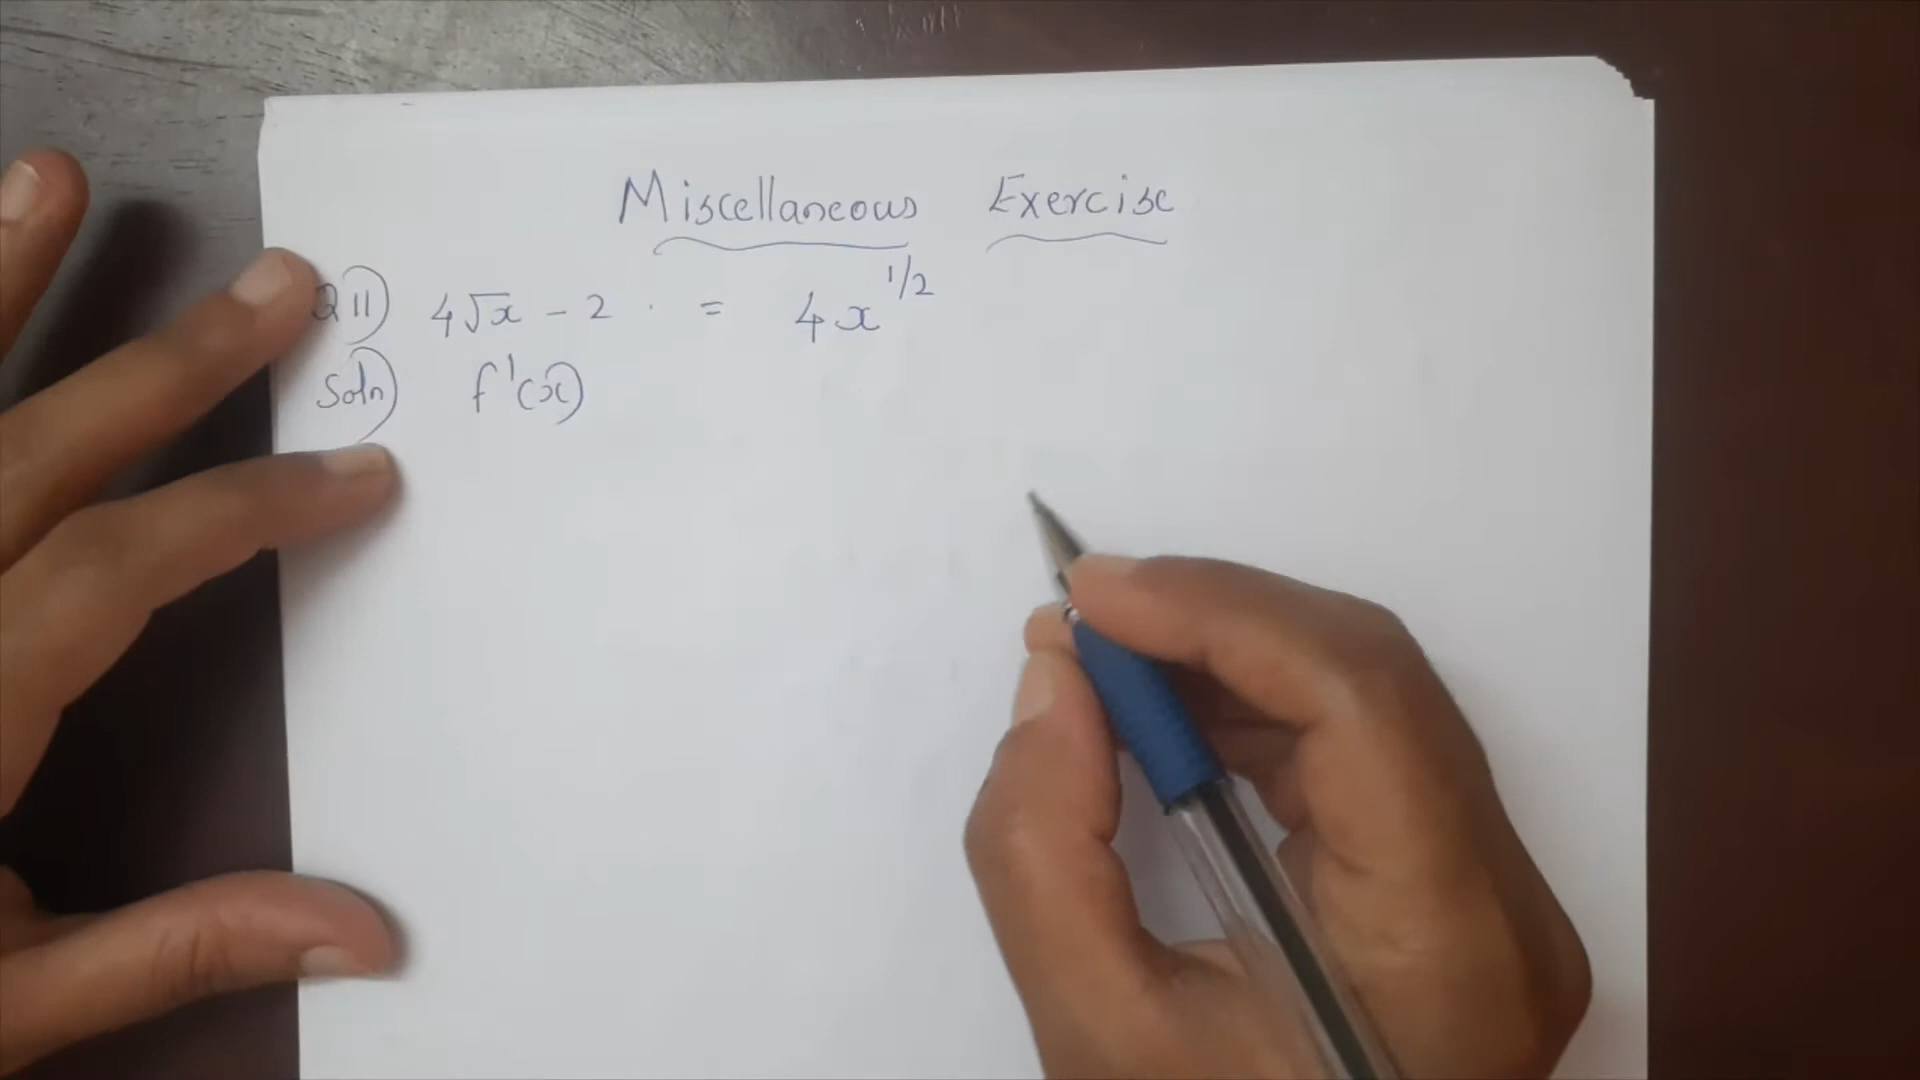 Miscellaneous Exercise
Q11) 4√x - 2 . = 4x^1/2
Soln) f'(x)